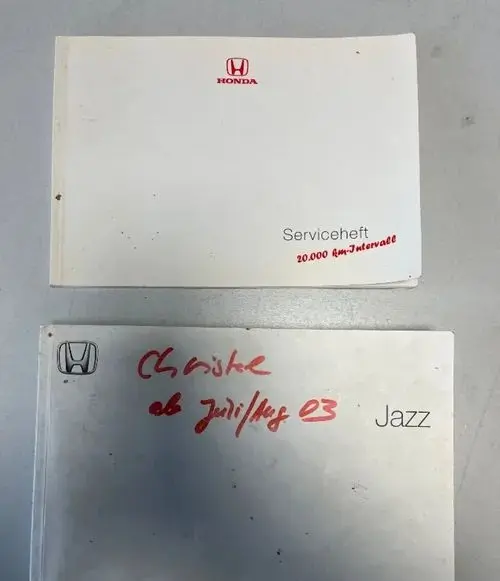 HONDA
Serviceheft
20.000 km-Intervall
Christel
ab Juli/Aug 03
Jazz